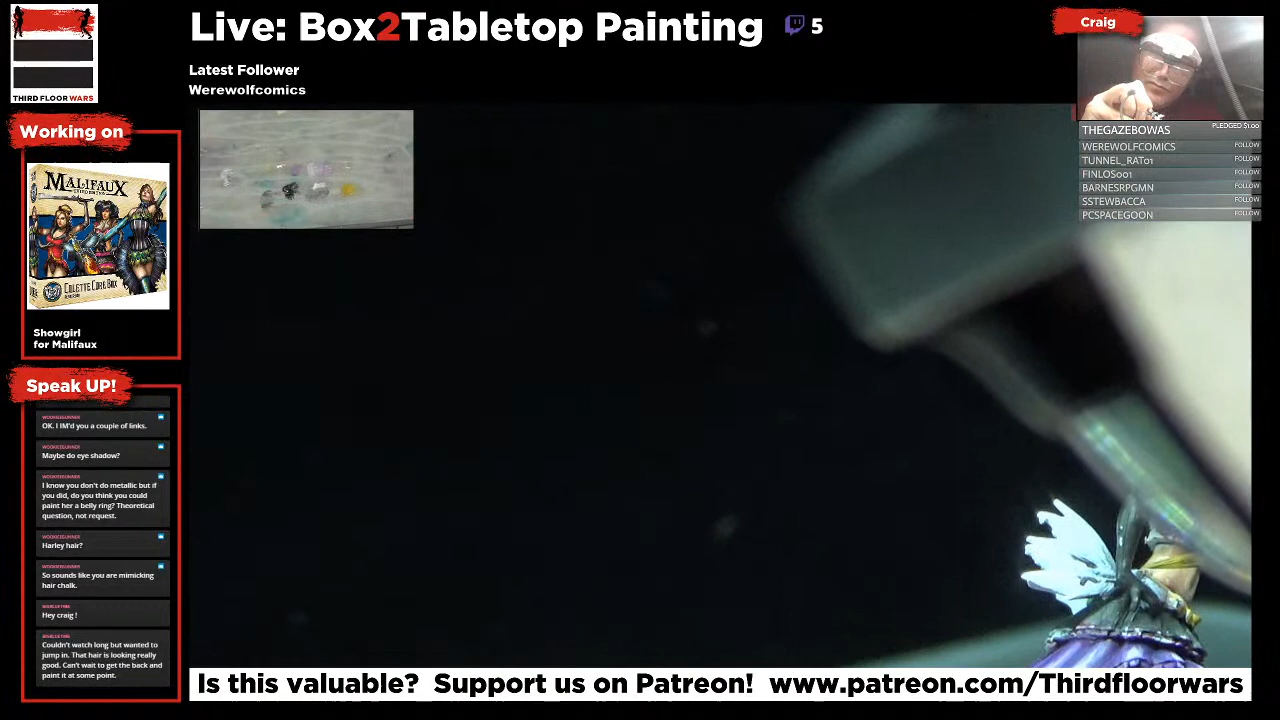 Live: Box2Tabletop Painting
5
Craig
Latest Follower
Werewolfcomics
THIRD FLOOR WARS
Working on
MALIFAUX
COLETTE CORE BOX
Showgirl
for Malifaux
THEGAZEBOWAS PLEDGED $1.00
WEREWOLFCOMICS FOLLOW
TUNNEL_RAT01 FOLLOW
FINLOS001 FOLLOW
BARNESRPGMN FOLLOW
SSTEWBACCA FOLLOW
PCSPACEGOON FOLLOW
Speak UP!
OK. I IM'd you a couple of links.
Maybe do eye shadow?
I know you don't do metallic but if
you did, do you think you could
paint her a belly ring? Theoretical
question, not request.
Harley hair?
So sounds like you are mimicking
hair chalk.
Hey craig !
Couldn't watch long but wanted to
jump in. That hair is looking really
good. Can't wait to get the back and
paint it at some point.
Is this valuable? Support us on Patreon! www.patreon.com/Thirdfloorwars